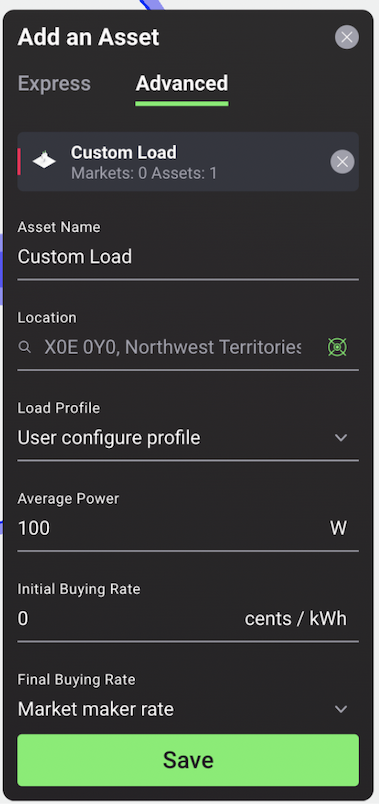 Add an Asset
Express Advanced
Custom Load
Markets: 0 Assets: 1
Asset Name
Custom Load
Location
X0E 0Y0, Northwest Territories
Load Profile
User configure profile
Average Power
100 W
Initial Buying Rate
0 cents / kWh
Final Buying Rate
Market maker rate
Save